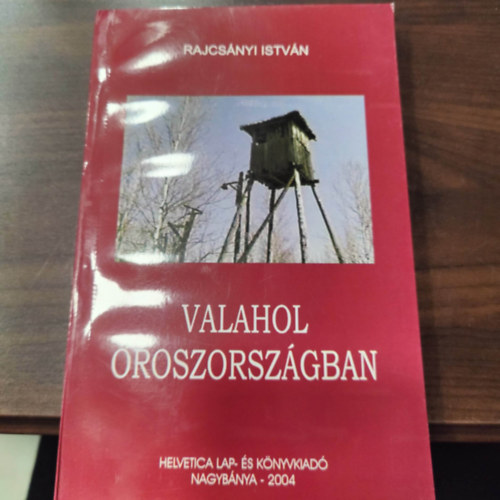 RAJCSÁNYI ISTVÁN
VALAHOL
OROSZORSZÁGBAN
HELVETICA LAP- ÉS KÖNYVKIADÓ
NAGYBÁNYA - 2004